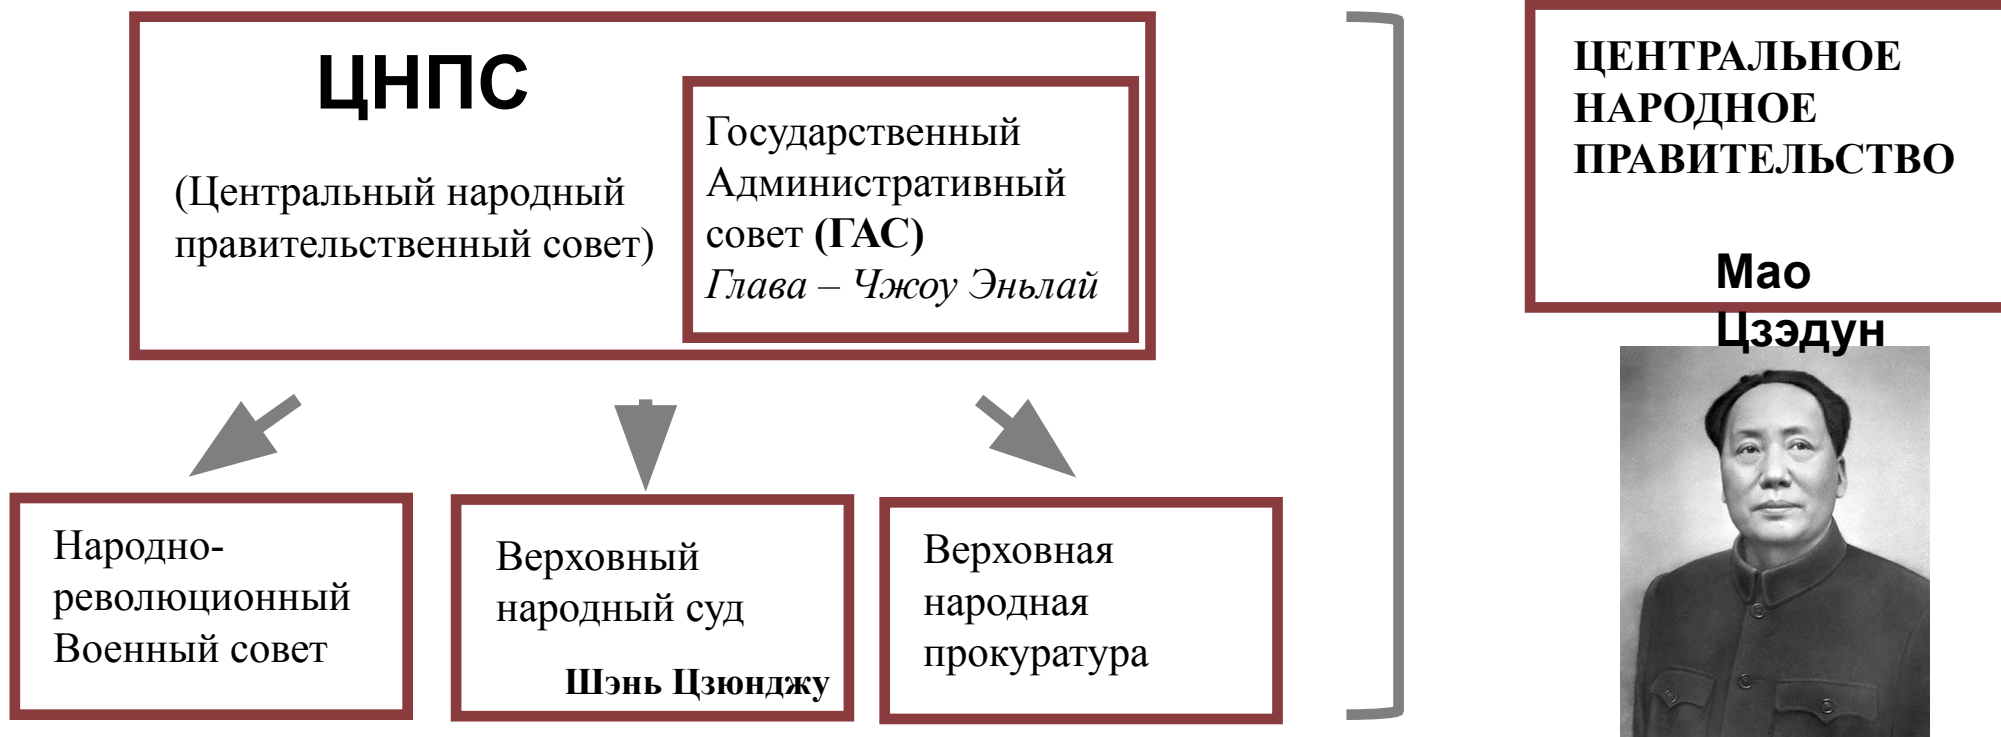 ЦНПС
(Центральный народный
правительственный совет)
Государственный
Административный
совет (ГАС)
Глава – Чжоу Эньлай
Народно-
революционный
Военный совет
Верховный
народный суд
Шэнь Цзюнджу
Верховная
народная
прокуратура
ЦЕНТРАЛЬНОЕ
НАРОДНОЕ
ПРАВИТЕЛЬСТВО
Мао
Цзэдун